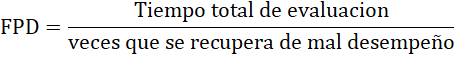 FPD = Tiempo total de evaluacion
veces que se recupera de mal desempeño